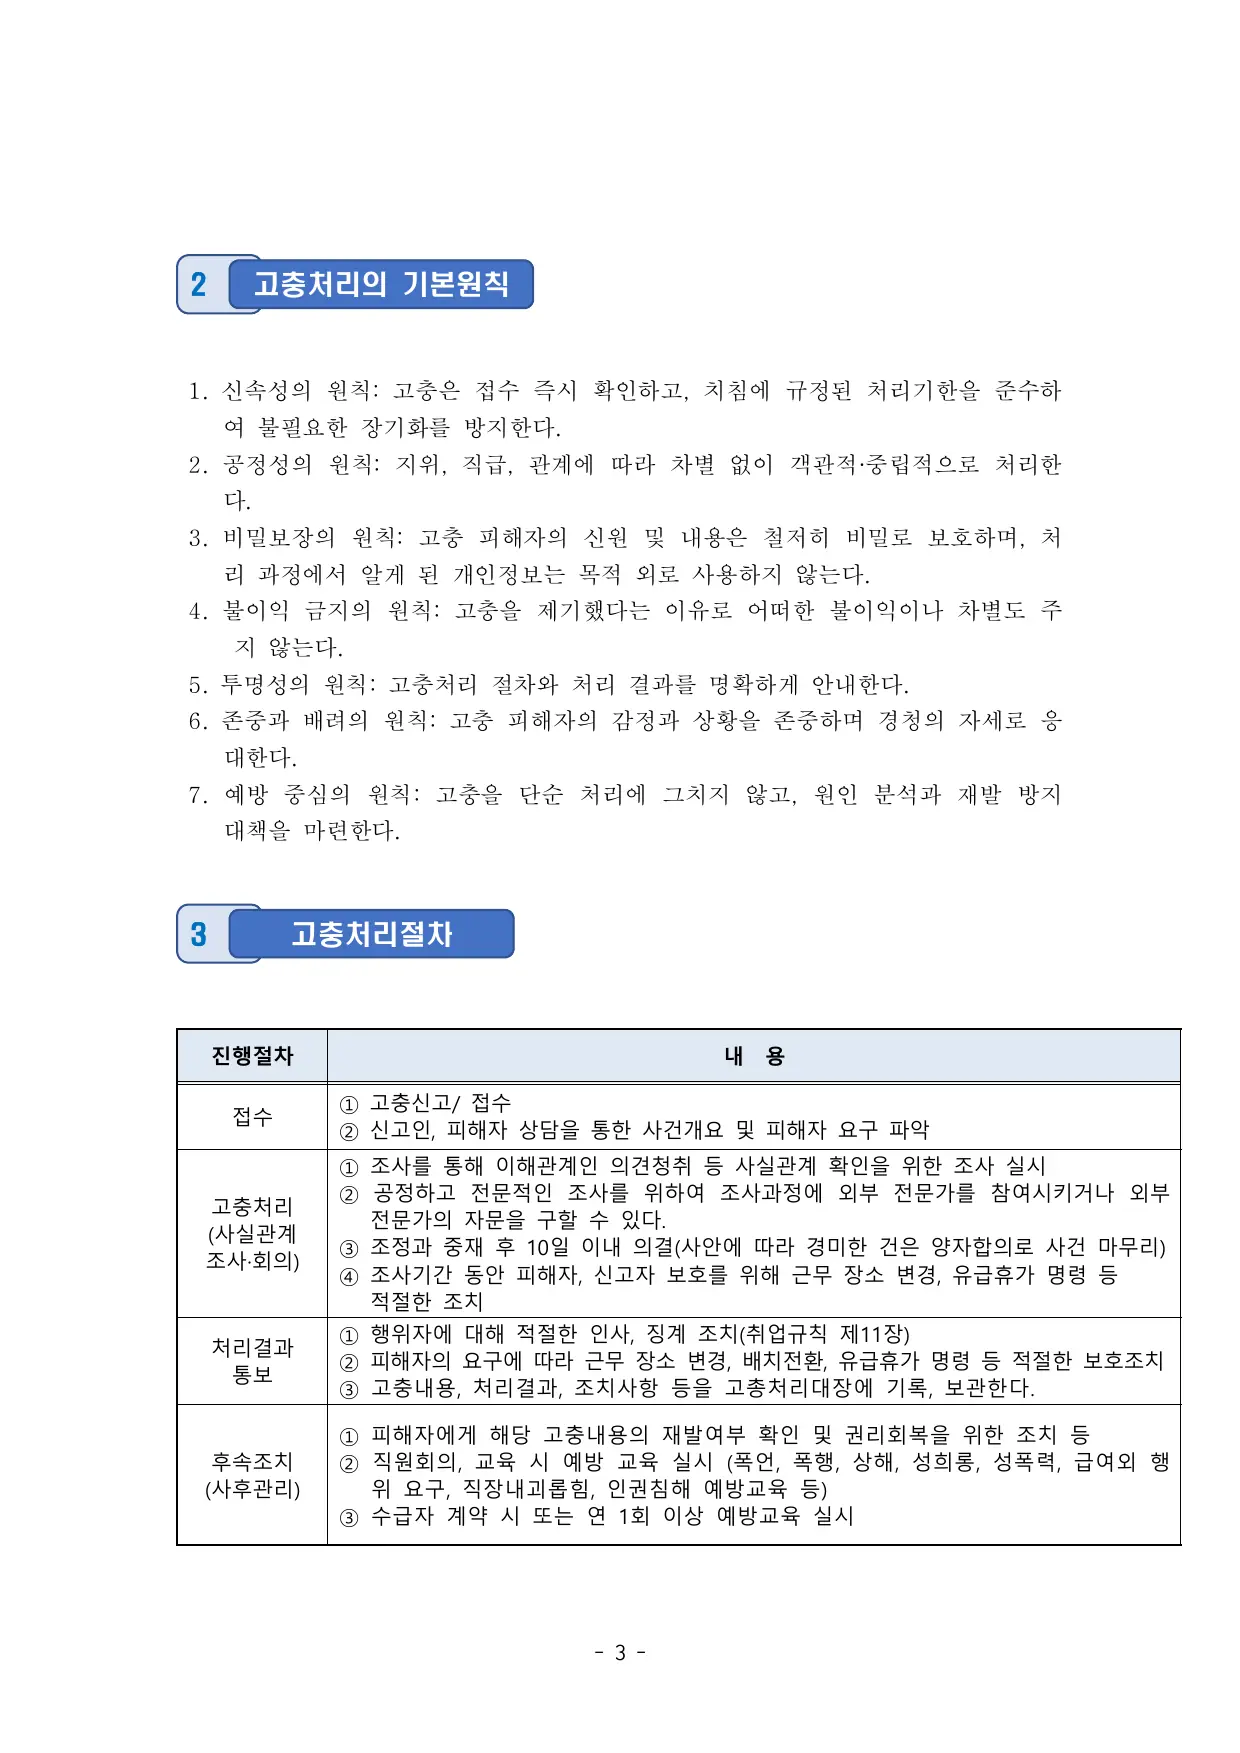 2 고충처리의 기본원칙
1. 신속성의 원칙: 고충은 접수 즉시 확인하고, 치침에 규정된 처리기한을 준수하
여 불필요한 장기화를 방지한다.
2. 공정성의 원칙: 지위, 직급, 관계에 따라 차별 없이 객관적·중립적으로 처리한
다.
3. 비밀보장의 원칙: 고충 피해자의 신원 및 내용은 철저히 비밀로 보호하며, 처
리 과정에서 알게 된 개인정보는 목적 외로 사용하지 않는다.
4. 불이익 금지의 원칙: 고충을 제기했다는 이유로 어떠한 불이익이나 차별도 주
지 않는다.
5. 투명성의 원칙: 고충처리 절차와 처리 결과를 명확하게 안내한다.
6. 존중과 배려의 원칙: 고충 피해자의 감정과 상황을 존중하며 경청의 자세로 응
대한다.
7. 예방 중심의 원칙: 고충을 단순 처리에 그치지 않고, 원인 분석과 재발 방지
대책을 마련한다.
3 고충처리절차
진행절차 내 용
접수
① 고충신고/ 접수
② 신고인, 피해자 상담을 통한 사건개요 및 피해자 요구 파악
고충처리
(사실관계
조사·회의)
① 조사를 통해 이해관계인 의견청취 등 사실관계 확인을 위한 조사 실시
② 공정하고 전문적인 조사를 위하여 조사과정에 외부 전문가를 참여시키거나 외부
전문가의 자문을 구할 수 있다.
③ 조정과 중재 후 10일 이내 의결(사안에 따라 경미한 건은 양자합의로 사건 마무리)
④ 조사기간 동안 피해자, 신고자 보호를 위해 근무 장소 변경, 유급휴가 명령 등
적절한 조치
처리결과
통보
① 행위자에 대해 적절한 인사, 징계 조치(취업규칙 제11장)
② 피해자의 요구에 따라 근무 장소 변경, 배치전환, 유급휴가 명령 등 적절한 보호조치
③ 고충내용, 처리결과, 조치사항 등을 고총처리대장에 기록, 보관한다.
후속조치
(사후관리)
① 피해자에게 해당 고충내용의 재발여부 확인 및 권리회복을 위한 조치 등
② 직원회의, 교육 시 예방 교육 실시 (폭언, 폭행, 상해, 성희롱, 성폭력, 급여외 행
위 요구, 직장내괴롭힘, 인권침해 예방교육 등)
③ 수급자 계약 시 또는 연 1회 이상 예방교육 실시
- 3 -